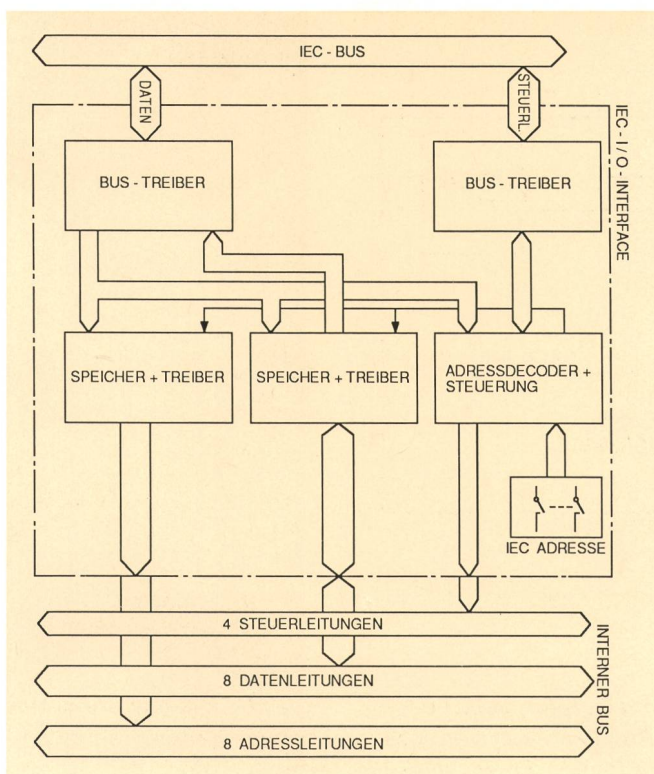 IEC - BUS
DATEN
STEUERL.
IEC - I / O - INTERFACE
BUS - TREIBER
BUS - TREIBER
SPEICHER + TREIBER
SPEICHER + TREIBER
ADRESSDECODER +
STEUERUNG
IEC ADRESSE
4 STEUERLEITUNGEN
8 DATENLEITUNGEN
8 ADRESSLEITUNGEN
INTERNER BUS